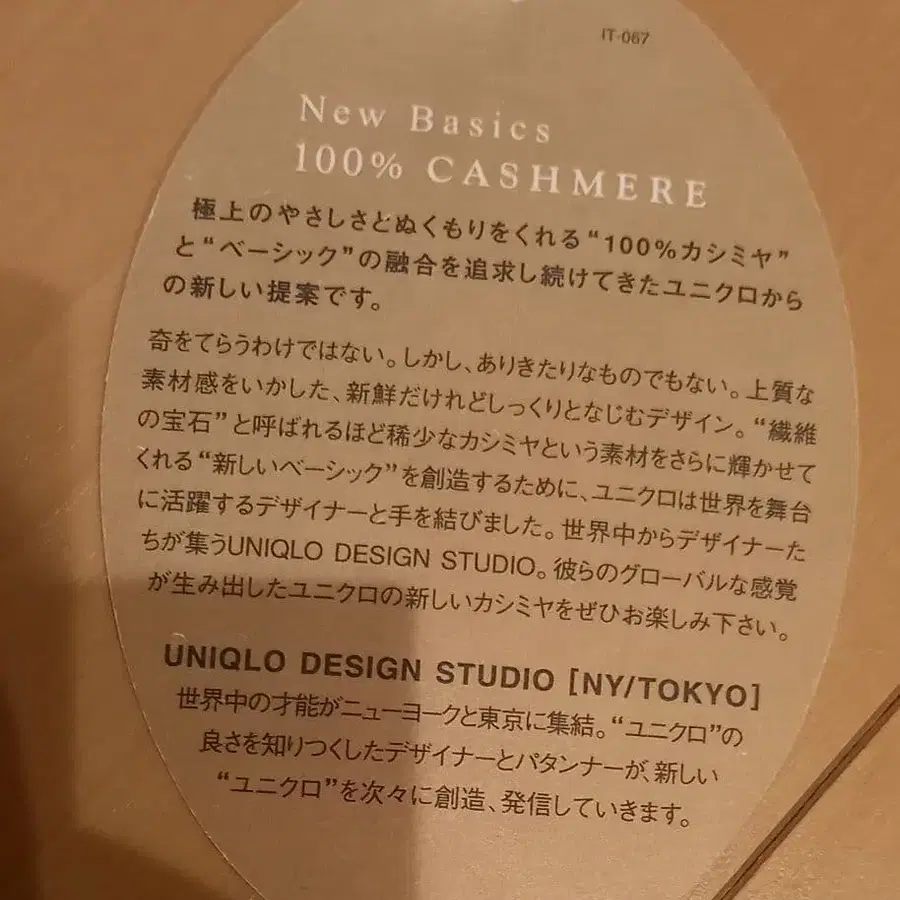 IT-067
New Basics
100% CASHMERE
極上のやさしさとぬくもりをくれる“100%カシミヤ”
と“ベーシック”の融合を追求し続けてきたユニクロから
の新しい提案です。
奇をてらうわけではない。しかし、ありきたりなものでもない。上質な
素材感をいかした、新鮮だけれどしっくりとなじむデザイン。“繊維
の宝石”と呼ばれるほど稀少なカシミヤという素材をさらに輝かせて
くれる“新しいベーシック”を創造するために、ユニクロは世界を舞台
に活躍するデザイナーと手を結びました。世界中からデザイナーた
ちが集うUNIQLO DESIGN STUDIO。彼らのグローバルな感覚
が生み出したユニクロの新しいカシミヤをぜひお楽しみ下さい。
UNIQLO DESIGN STUDIO [NY/TOKYO]
世界中の才能がニューヨークと東京に集結。“ユニクロ”の
良さを知りつくしたデザイナーとパタンナーが、新しい
“ユニクロ”を次々に創造、発信していきます。